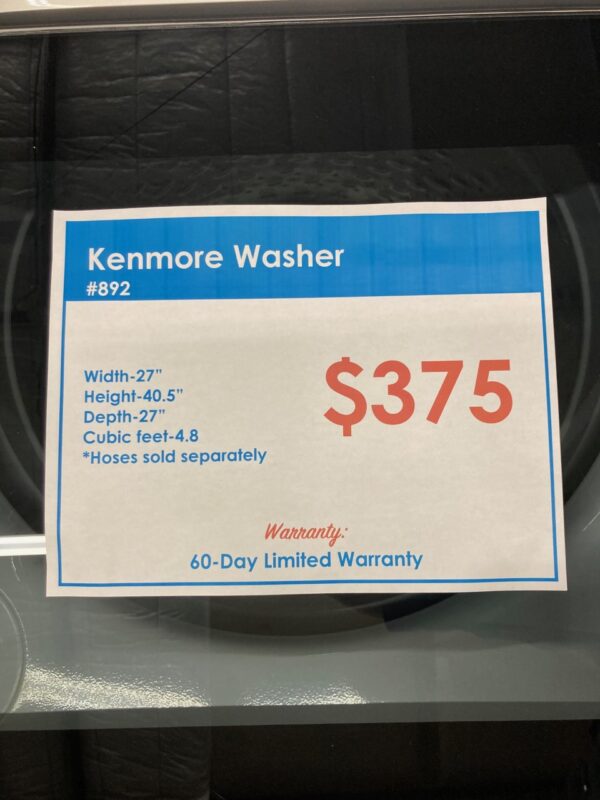 Kenmore Washer
#892
Width-27"
Height-40.5"
Depth-27"
Cubic feet-4.8
*Hoses sold separately
$375
Warranty:
60-Day Limited Warranty